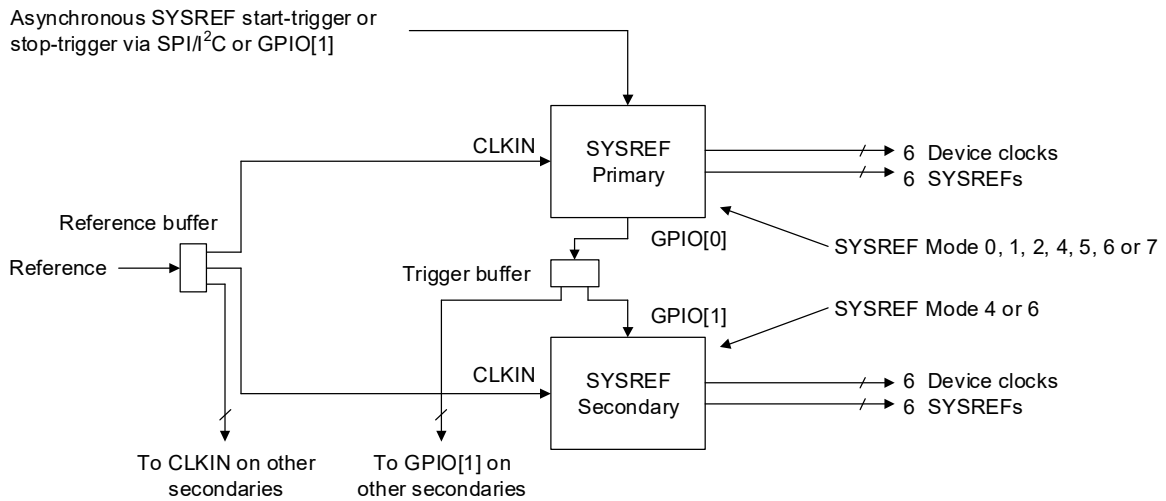 Asynchronous SYSREF start-trigger or
stop-trigger via SPI/I²C or GPIO[1]
CLKIN
SYSREF
Primary
6 Device clocks
6 SYSREFs
Reference buffer
GPIO[0]
SYSREF Mode 0, 1, 2, 4, 5, 6 or 7
Reference
Trigger buffer
GPIO[1]
SYSREF Mode 4 or 6
CLKIN
SYSREF
Secondary
6 Device clocks
6 SYSREFs
To CLKIN on other
secondaries
To GPIO[1] on
other secondaries